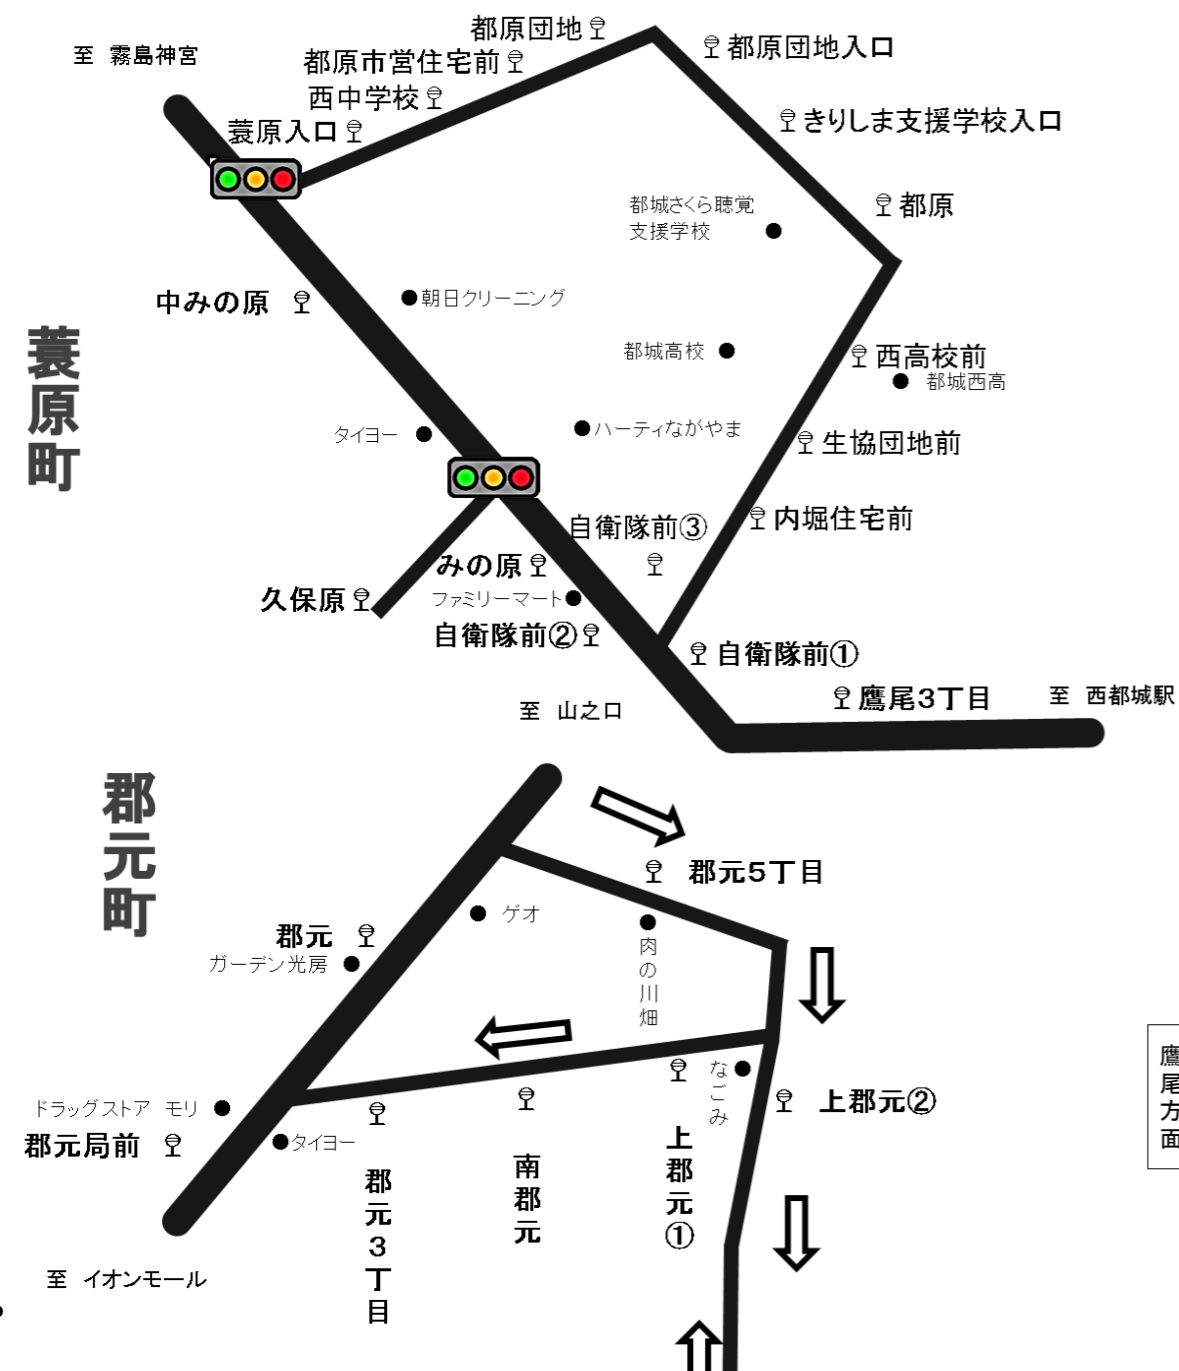 都原団地
至 霧島神宮
都原市営住宅前
都原団地入口
西中学校
きりしま支援学校入口
蓑原入口
都城さくら聴覚
支援学校
都原
中みの原
朝日クリーニング
蓑原町
都城高校
西高校前
都城西高
タイヨー
ハーティながやま
生協団地前
自衛隊前③
内堀住宅前
みの原
久保原
ファミリーマート
自衛隊前②
自衛隊前①
至 山之口
鷹尾3丁目
至 西都城駅
郡元町
郡元5丁目
ゲオ
郡元
ガーデン光房
肉の川畑
なごみ
ドラッグストア モリ
上郡元②
郡元局前
タイヨー
上郡元①
南郡元
郡元3丁目
鷹尾方面
至 イオンモール